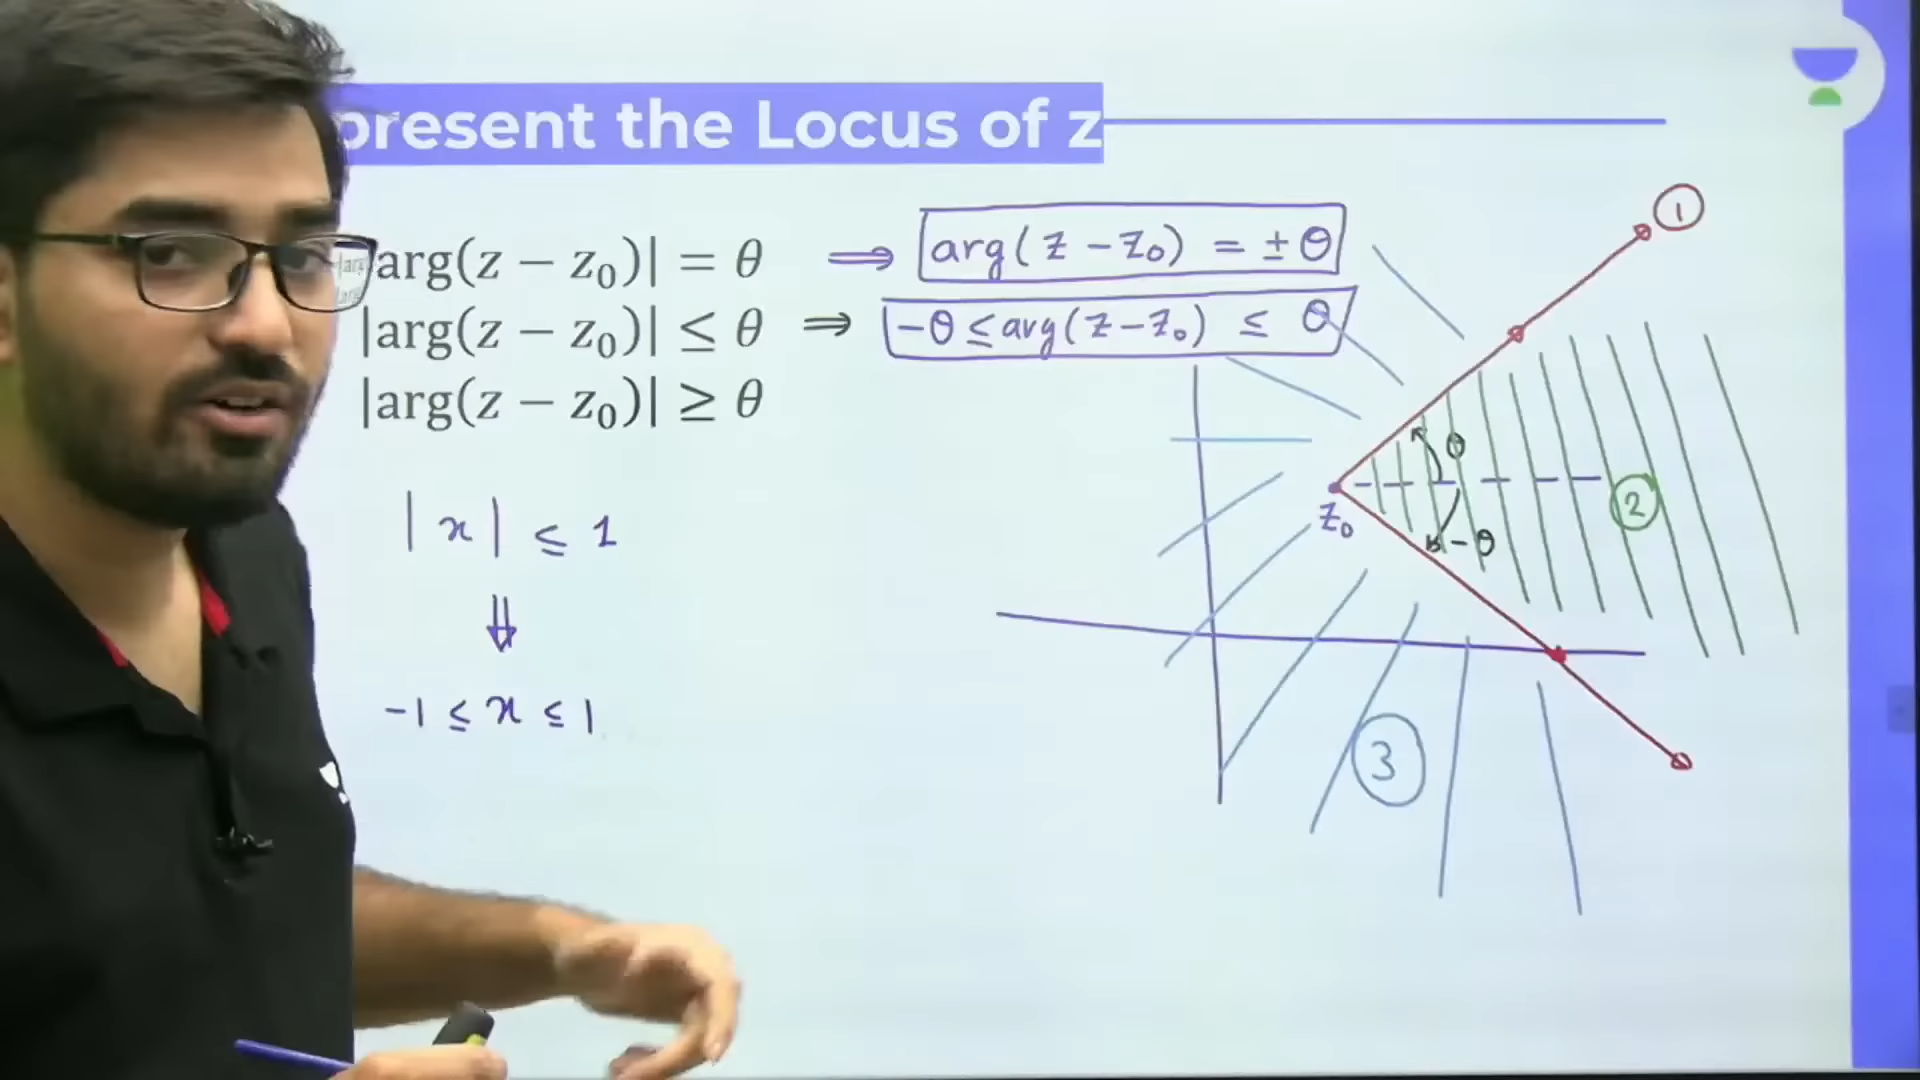 present the Locus of z
|arg(z − z₀)| = θ ⟹ arg(z − z₀) = ± θ
|arg(z − z₀)| ≤ θ ⇒ −θ ≤ arg(z − z₀) ≤ θ
|arg(z − z₀)| ≥ θ
|x| ≤ 1
⇓
-1 ≤ x ≤ 1
①
θ
②
z₀
-θ
③